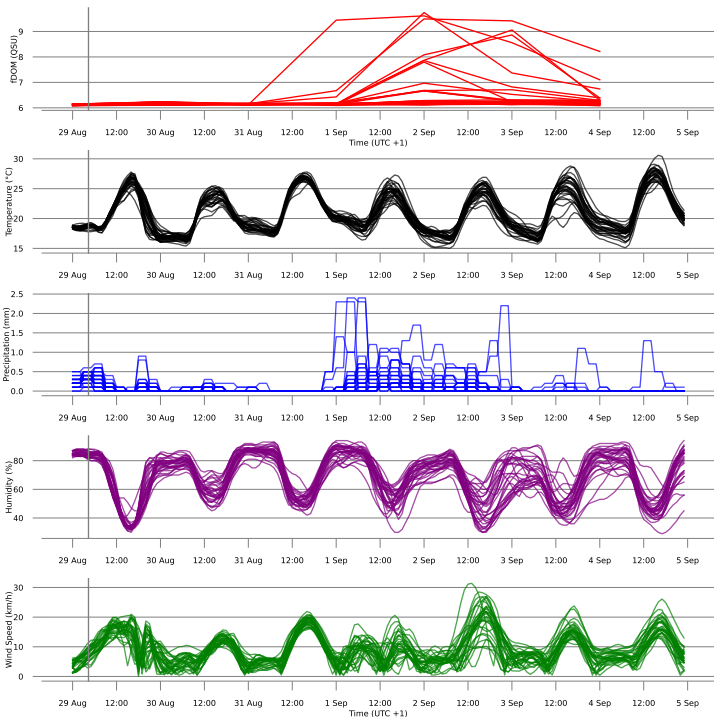 fDOM (QSU)
9
8
7
6
29 Aug 12:00 30 Aug 12:00 31 Aug 12:00 1 Sep 12:00 2 Sep 12:00 3 Sep 12:00 4 Sep 12:00 5 Sep
Time (UTC +1)
Temperature (°C)
30
25
20
15
29 Aug 12:00 30 Aug 12:00 31 Aug 12:00 1 Sep 12:00 2 Sep 12:00 3 Sep 12:00 4 Sep 12:00 5 Sep
Precipitation (mm)
2.5
2.0
1.5
1.0
0.5
0.0
29 Aug 12:00 30 Aug 12:00 31 Aug 12:00 1 Sep 12:00 2 Sep 12:00 3 Sep 12:00 4 Sep 12:00 5 Sep
Humidity (%)
80
60
40
29 Aug 12:00 30 Aug 12:00 31 Aug 12:00 1 Sep 12:00 2 Sep 12:00 3 Sep 12:00 4 Sep 12:00 5 Sep
Wind Speed (km/h)
30
20
10
0
29 Aug 12:00 30 Aug 12:00 31 Aug 12:00 1 Sep 12:00 2 Sep 12:00 3 Sep 12:00 4 Sep 12:00 5 Sep
Time (UTC +1)